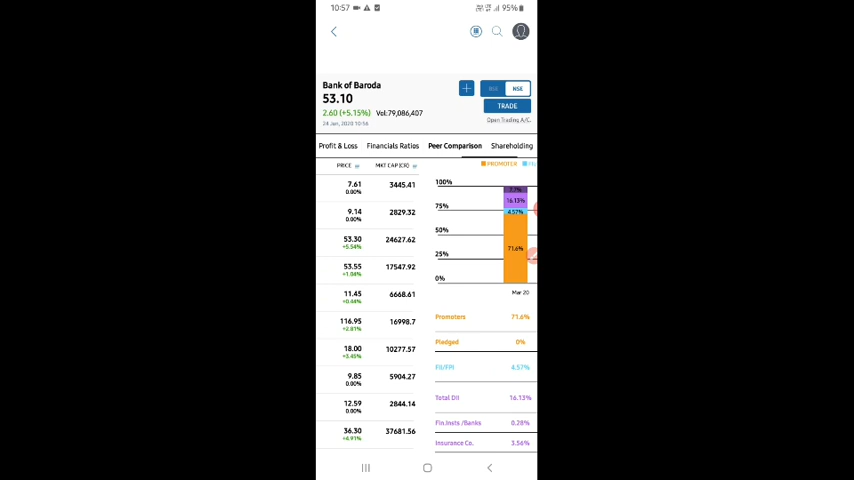 10:57 95%
Bank of Baroda
NSE
53.10
TRADE
2.60 (+5.15%) Vol:79,086,407
24 Jun, 2020 10:56 Open Trading A/C.
Profit & Loss Financials Ratios Peer Comparison Shareholding
PRICE MKT CAP(CR) PROMOTER
7.61 3445.41
0.00%
9.14 2829.32
0.00%
53.30 24627.62
+5.54%
53.55 17547.92
+1.04%
11.45 6668.61
+0.44%
116.95 16998.7
+2.81%
18.00 10277.57
+3.45%
9.85 5904.27
0.00%
12.59 2844.14
0.00%
36.30 37681.56
+4.91%
100%
7.7%
16.13%
75%
4.57%
50%
71.6%
25%
0%
Mar 20
Promoters 71.6%
Pledged 0%
FII/FPI 4.57%
Total DII 16.13%
Fin.Insts /Banks 0.28%
Insurance Co. 3.56%